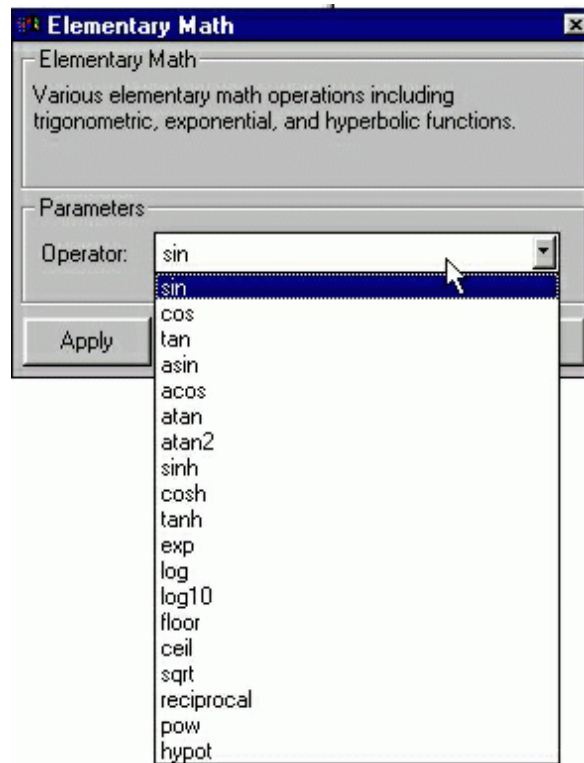 Elementary Math
Elementary Math
Various elementary math operations including
trigonometric, exponential, and hyperbolic functions.
Parameters
Operator: sin
sin
cos
tan
asin
acos
atan
atan2
sinh
cosh
tanh
exp
log
log10
floor
ceil
sqrt
reciprocal
pow
hypot
Apply